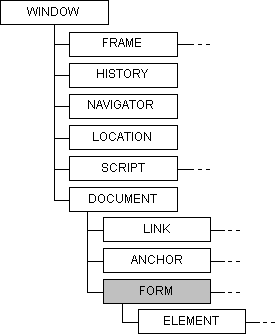 WINDOW
FRAME
HISTORY
NAVIGATOR
LOCATION
SCRIPT
DOCUMENT
LINK
ANCHOR
FORM
ELEMENT